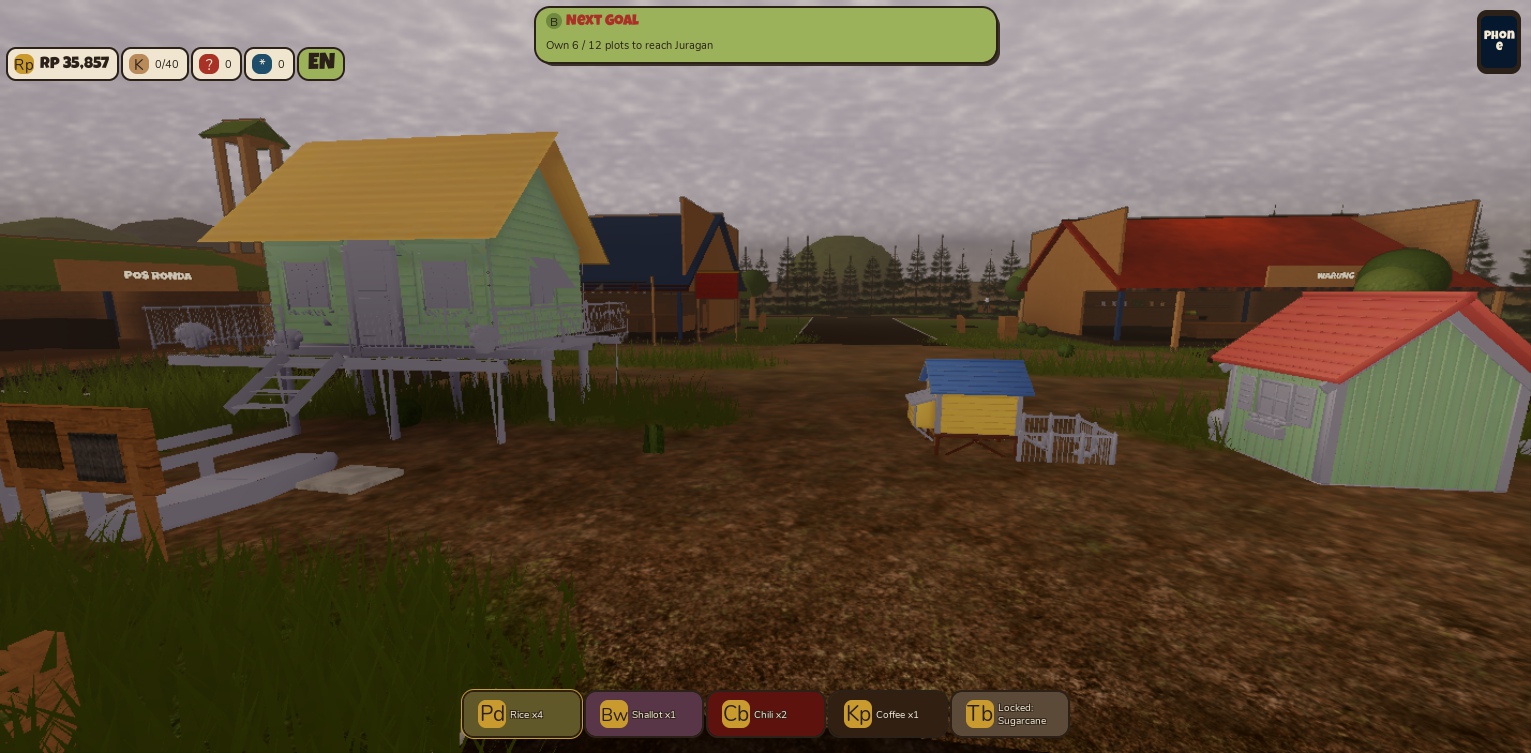 B NEXT GOAL
Own 6 / 12 plots to reach Juragan
Rp RP 35,857
K 0/40
? 0
* 0
EN
PHON
E
POS RONDA
WARUNG
Pd Rice x4
Bw Shallot x1
Cb Chili x2
Kp Coffee x1
Tb Locked:
Sugarcane